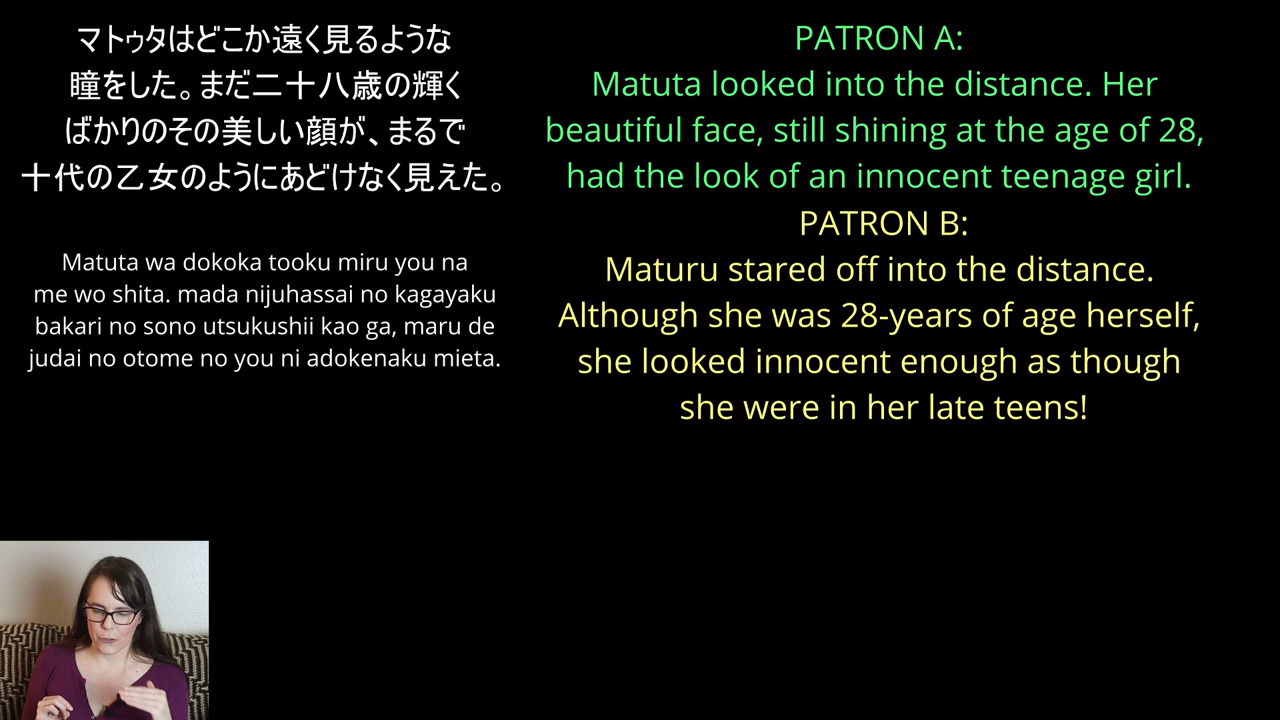 マトゥタはどこか遠く見るような
瞳をした。まだ二十八歳の輝く
ばかりのその美しい顔が、まるで
十代の乙女のようにあどけなく見えた。
Matuta wa dokoka tooku miru you na
me wo shita. mada nijuhassai no kagayaku
bakari no sono utsukushii kao ga, maru de
judai no otome no you ni adokenaku mieta.
PATRON A:
Matuta looked into the distance. Her
beautiful face, still shining at the age of 28,
had the look of an innocent teenage girl.
PATRON B:
Maturu stared off into the distance.
Although she was 28-years of age herself,
she looked innocent enough as though
she were in her late teens!